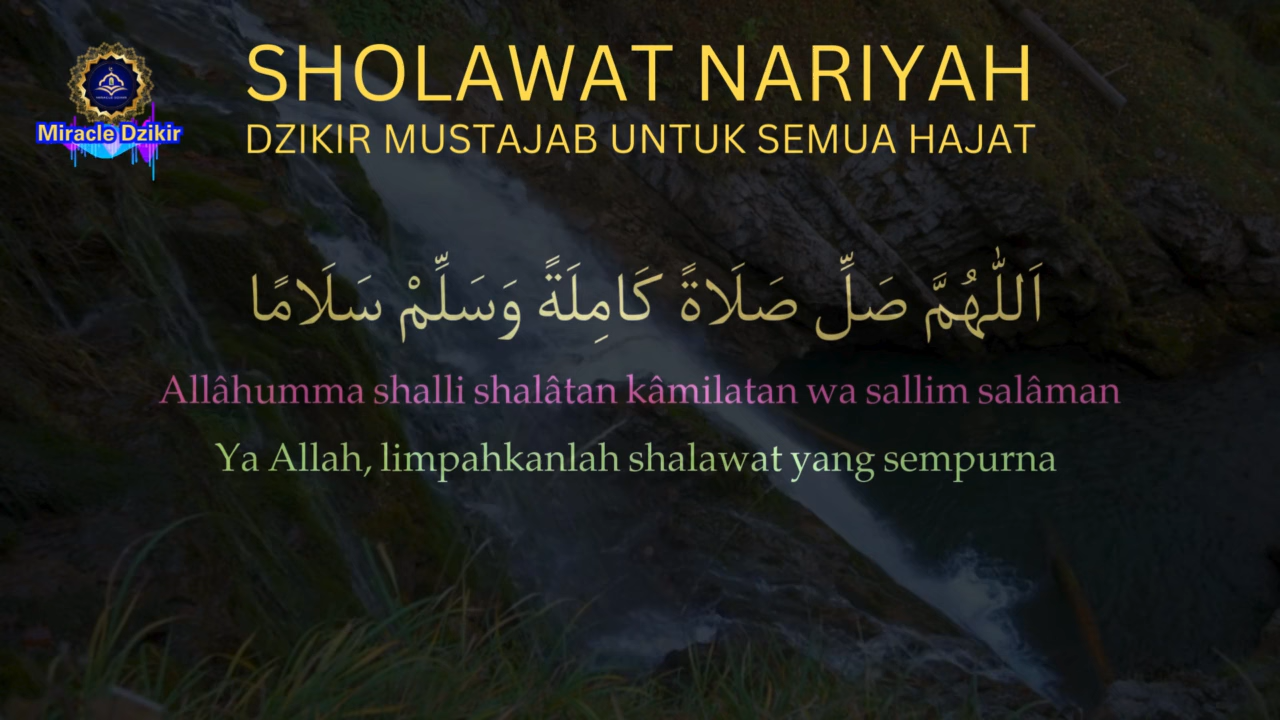 SHOLAWAT NARIYAH
DZIKIR MUSTAJAB UNTUK SEMUA HAJAT
Miracle Dzikir
اَللّٰهُمَّ صَلِّ صَلَاةً كَامِلَةً وَسَلِّمْ سَلَامًا
Allâhumma shalli shalâtan kâmilatan wa sallim salâman
Ya Allah, limpahkanlah shalawat yang sempurna